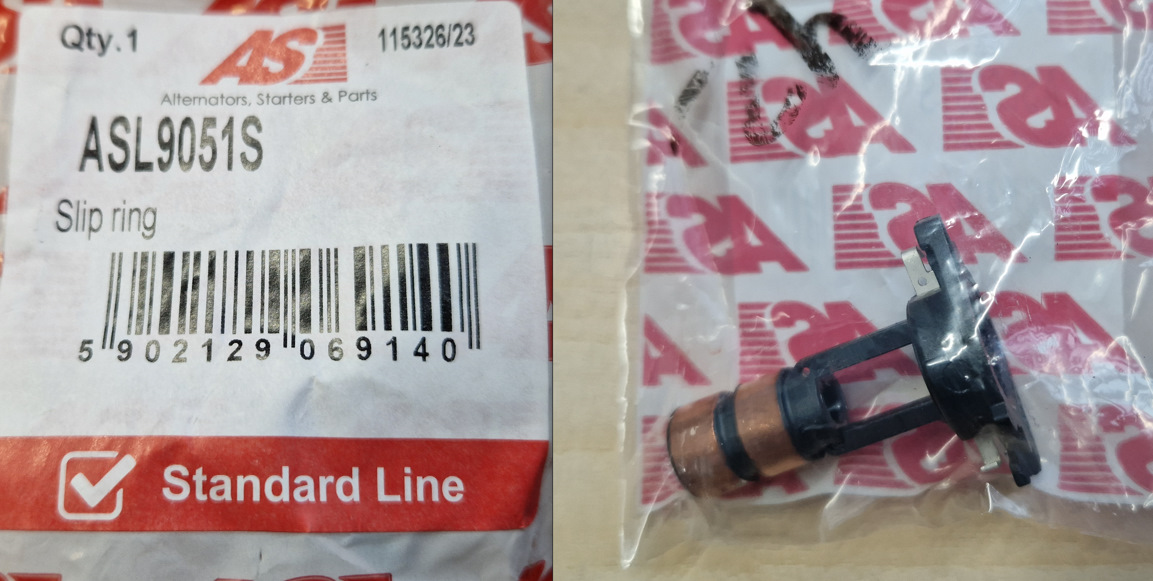 Qty.1
AS
115326/23
Alternators, Starters & Parts
ASL9051S
Slip ring
5 902129 069140
Standard Line